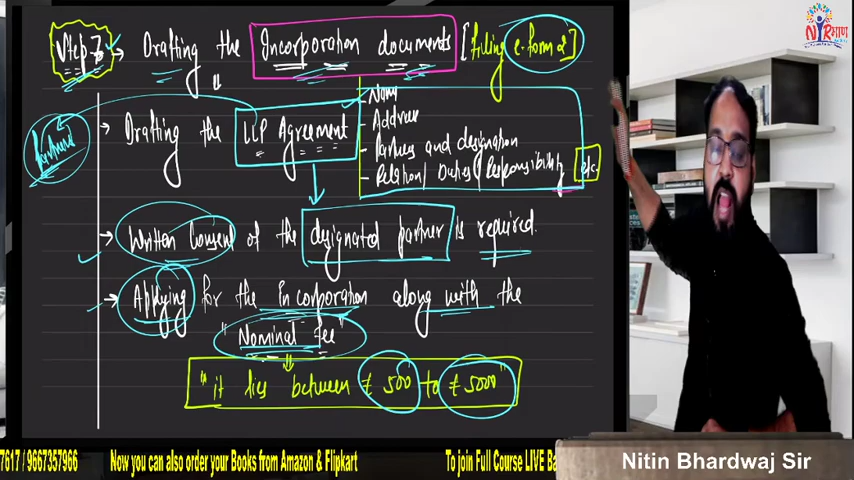 Step 3 → Drafting the Incorporation documents [filing e-form 2]
→ Drafting the LLP Agreement
- Name
- Address
- Partners and designation
- Relation/ Duties/ Responsibility etc.
→ Written Consent of the designated partner is required.
→ Applying for the Incorporation along with the
"Nominal Fee"
"it lies between ₹ 500 to ₹ 5000"
7617 / 9667357966 Now you can also order your Books from Amazon & Flipkart To join Full Course LIVE Ba
Nitin Bhardwaj Sir